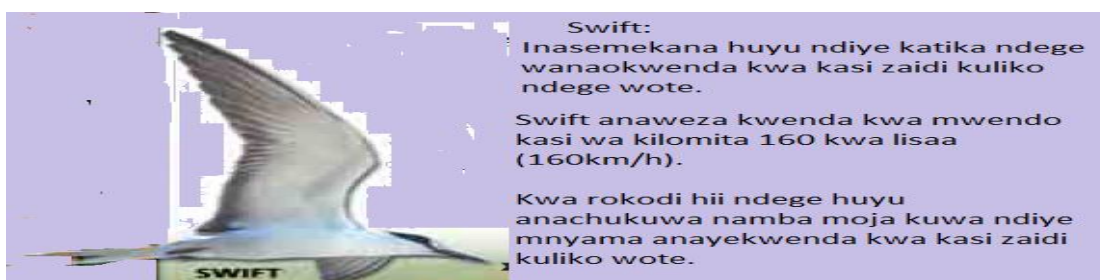 Swift:
Inasemekana huyu ndiye katika ndege
wanaokwenda kwa kasi zaidi kuliko
ndege wote.
Swift anaweza kwenda kwa mwendo
kasi wa kilomita 160 kwa lisaa
(160km/h).
Kwa rokodi hii ndege huyu
anachukuwa namba moja kuwa ndiye
mnyama anayekwenda kwa kasi zaidi
kuliko wote.
SWIFT